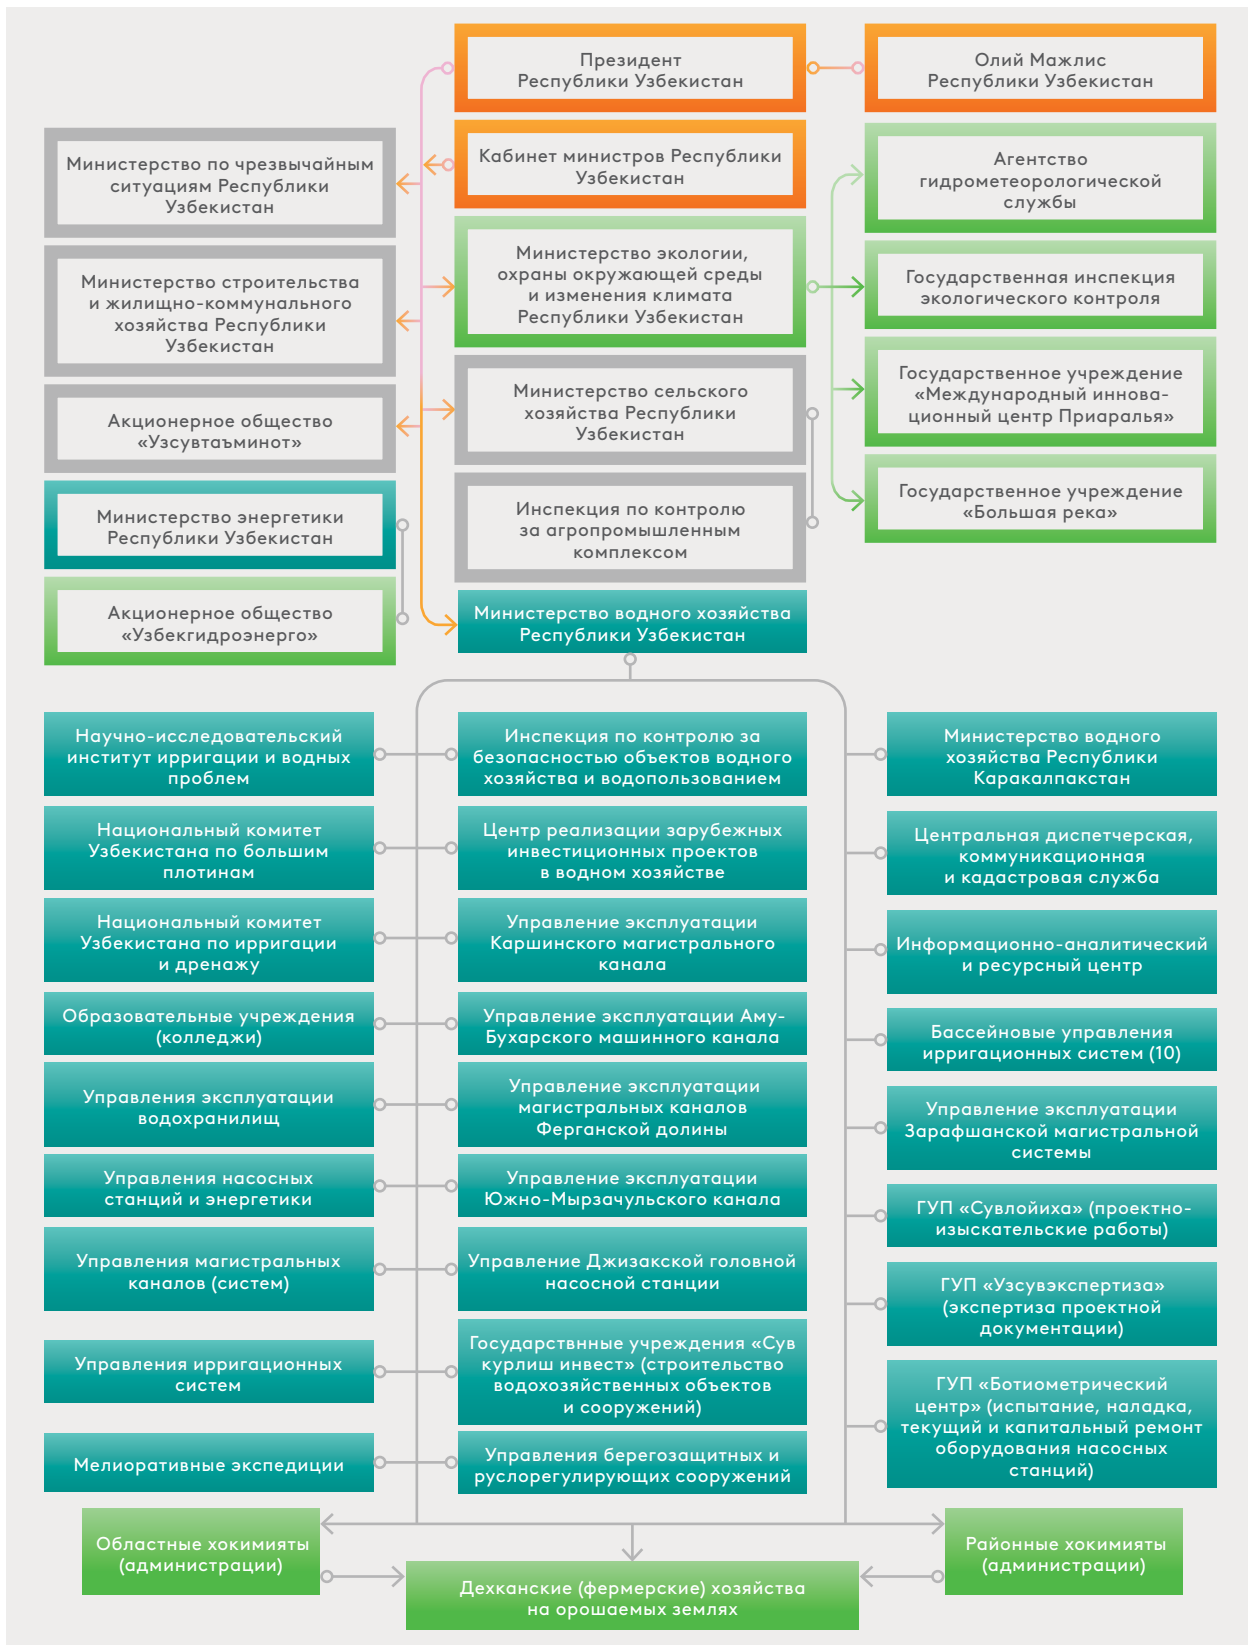 Президент
Республики Узбекистан
Олий Мажлис
Республики Узбекистан
Кабинет министров Республики
Узбекистан
Министерство по чрезвычайным
ситуациям Республики
Узбекистан
Министерство строительства
и жилищно-коммунального
хозяйства Республики
Узбекистан
Акционерное общество
«Узсувтаъминот»
Министерство энергетики
Республики Узбекистан
Акционерное общество
«Узбекгидроэнерго»
Министерство экологии,
охраны окружающей среды
и изменения климата
Республики Узбекистан
Министерство сельского
хозяйства Республики
Узбекистан
Инспекция по контролю
за агропромышленным
комплексом
Министерство водного хозяйства
Республики Узбекистан
Агентство
гидрометеорологической
службы
Государственная инспекция
экологического контроля
Государственное учреждение
«Международный иннова-
ционный центр Приаралья»
Государственное учреждение
«Большая река»
Научно-исследовательский
институт ирригации и водных
проблем
Национальный комитет
Узбекистана по большим
плотинам
Национальный комитет
Узбекистана по ирригации
и дренажу
Образовательные учреждения
(колледжи)
Управления эксплуатации
водохранилищ
Управления насосных
станций и энергетики
Управления магистральных
каналов (систем)
Управления ирригационных
систем
Мелиоративные экспедиции
Инспекция по контролю за
безопасностью объектов водного
хозяйства и водопользованием
Центр реализации зарубежных
инвестиционных проектов
в водном хозяйстве
Управление эксплуатации
Каршинского магистрального
канала
Управление эксплуатации Аму-
Бухарского машинного канала
Управление эксплуатации
магистральных каналов
Ферганской долины
Управление эксплуатации
Южно-Мырзачульского канала
Управление Джизакской головной
насосной станции
Государствнные учреждения «Сув
курлиш инвест» (строительство
водохозяйственных объектов
и сооружений)
Управления берегозащитных и
руслорегулирующих сооружений
Министерство водного
хозяйства Республики
Каракалпакстан
Центральная диспетчерская,
коммуникационная
и кадастровая служба
Информационно-аналитический
и ресурсный центр
Бассейновые управления
ирригационных систем (10)
Управление эксплуатации
Зарафшанской магистральной
системы
ГУП «Сувлойиха» (проектно-
изыскательские работы)
ГУП «Узсувэкспертиза»
(экспертиза проектной
документации)
ГУП «Ботиометрический
центр» (испытание, наладка,
текущий и капитальный ремонт
оборудования насосных
станций)
Областные хокимияты
(администрации)
Районные хокимияты
(администрации)
Дехканские (фермерские) хозяйства
на орошаемых землях